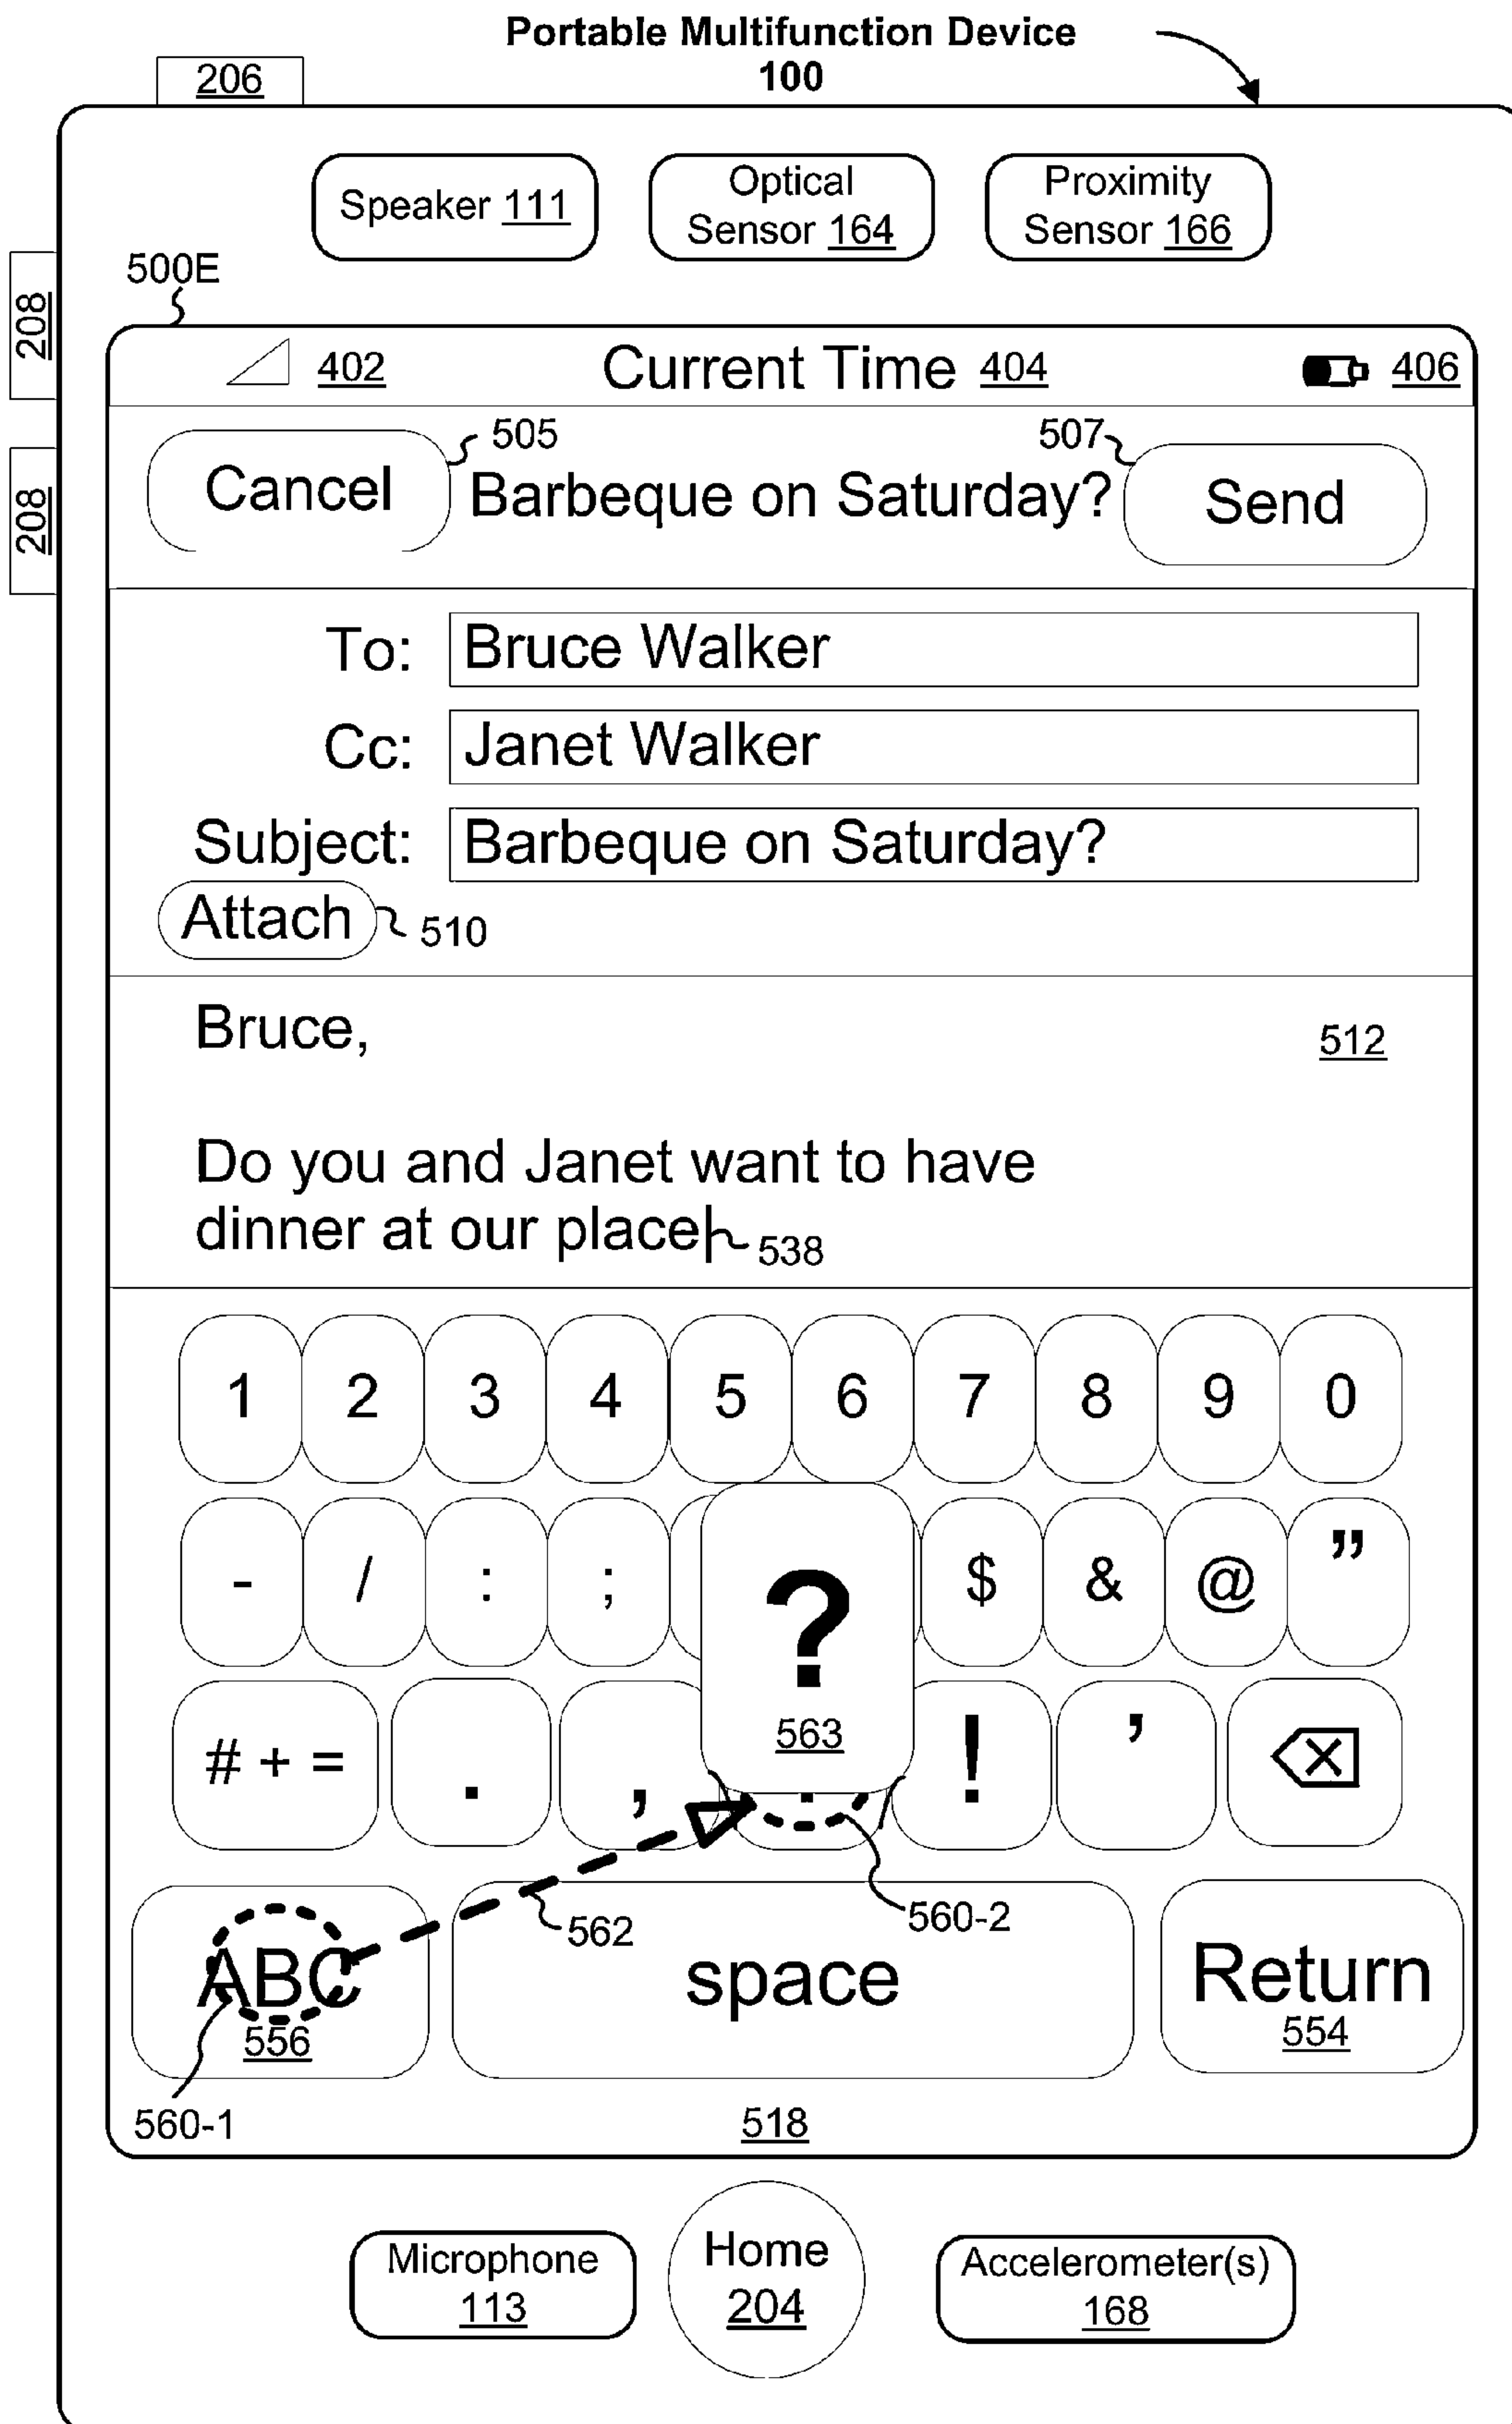 Portable Multifunction Device
100
206
Speaker 111
Optical
Sensor 164
Proximity
Sensor 166
208
208
500E
402
Current Time 404
406
505
507
Cancel
Barbeque on Saturday?
Send
To:
Bruce Walker
Cc:
Janet Walker
Subject:
Barbeque on Saturday?
Attach
510
Bruce,
512
Do you and Janet want to have
dinner at our place
538
1 2 3 4 5 6 7 8 9 0
- / : ; ? $ & @ ”
563
# + = . , ! ’
562
560-2
ABC
556
space
Return
554
560-1
518
Microphone
113
Home
204
Accelerometer(s)
168